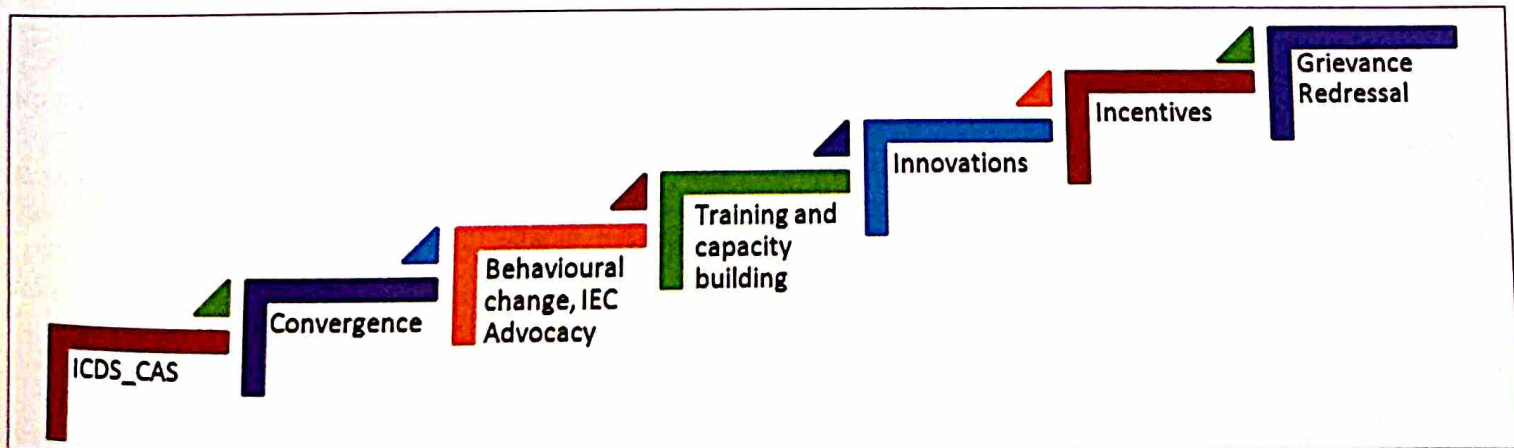 ICDS_CAS
Convergence
Behavioural
change, IEC
Advocacy
Training and
capacity
building
Innovations
Incentives
Grievance
Redressal